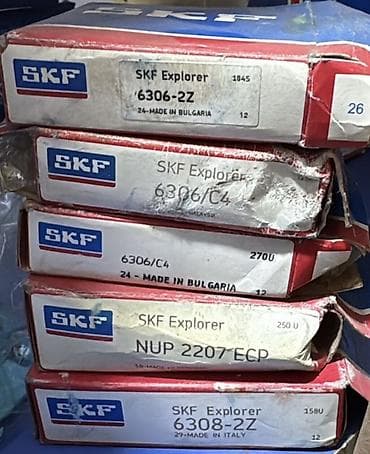 SKF
SKF Explorer 1845
6306-2Z
24-MADE IN BULGARIA 12
26
SKF
SKF Explorer
6306/C4
SKF
6306/C4 270U
24 - MADE IN BULGARIA 12
SKF
SKF Explorer 250 U
NUP 2207 ECP
SKF
SKF Explorer 158U
6308-2Z
29-MADE IN ITALY 12